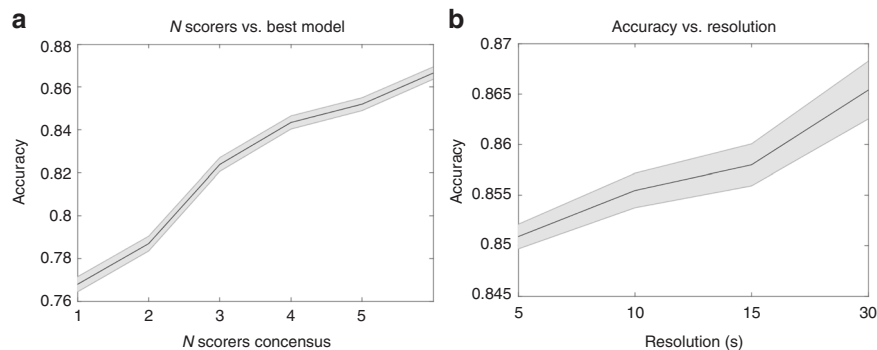 a
N scorers vs. best model
0.88
0.86
0.84
0.82
0.8
0.78
0.76
Accuracy
1 2 3 4 5
N scorers concensus
b
Accuracy vs. resolution
0.87
0.865
0.86
0.855
0.85
0.845
Accuracy
5 10 15 30
Resolution (s)